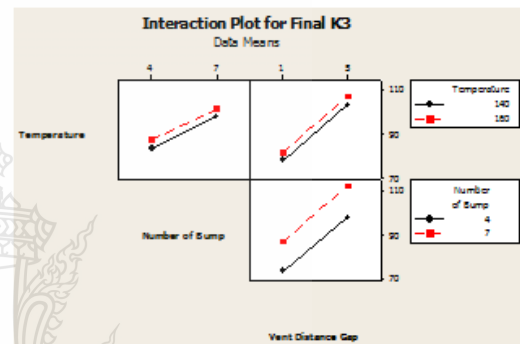 Interaction Plot for Final K3
Data Means
4 7 1 3
Temperature
110
90
70
Temperature
140
160
Number of Bump
110
90
70
Number of Bump
4
7
Vent Distance Gap